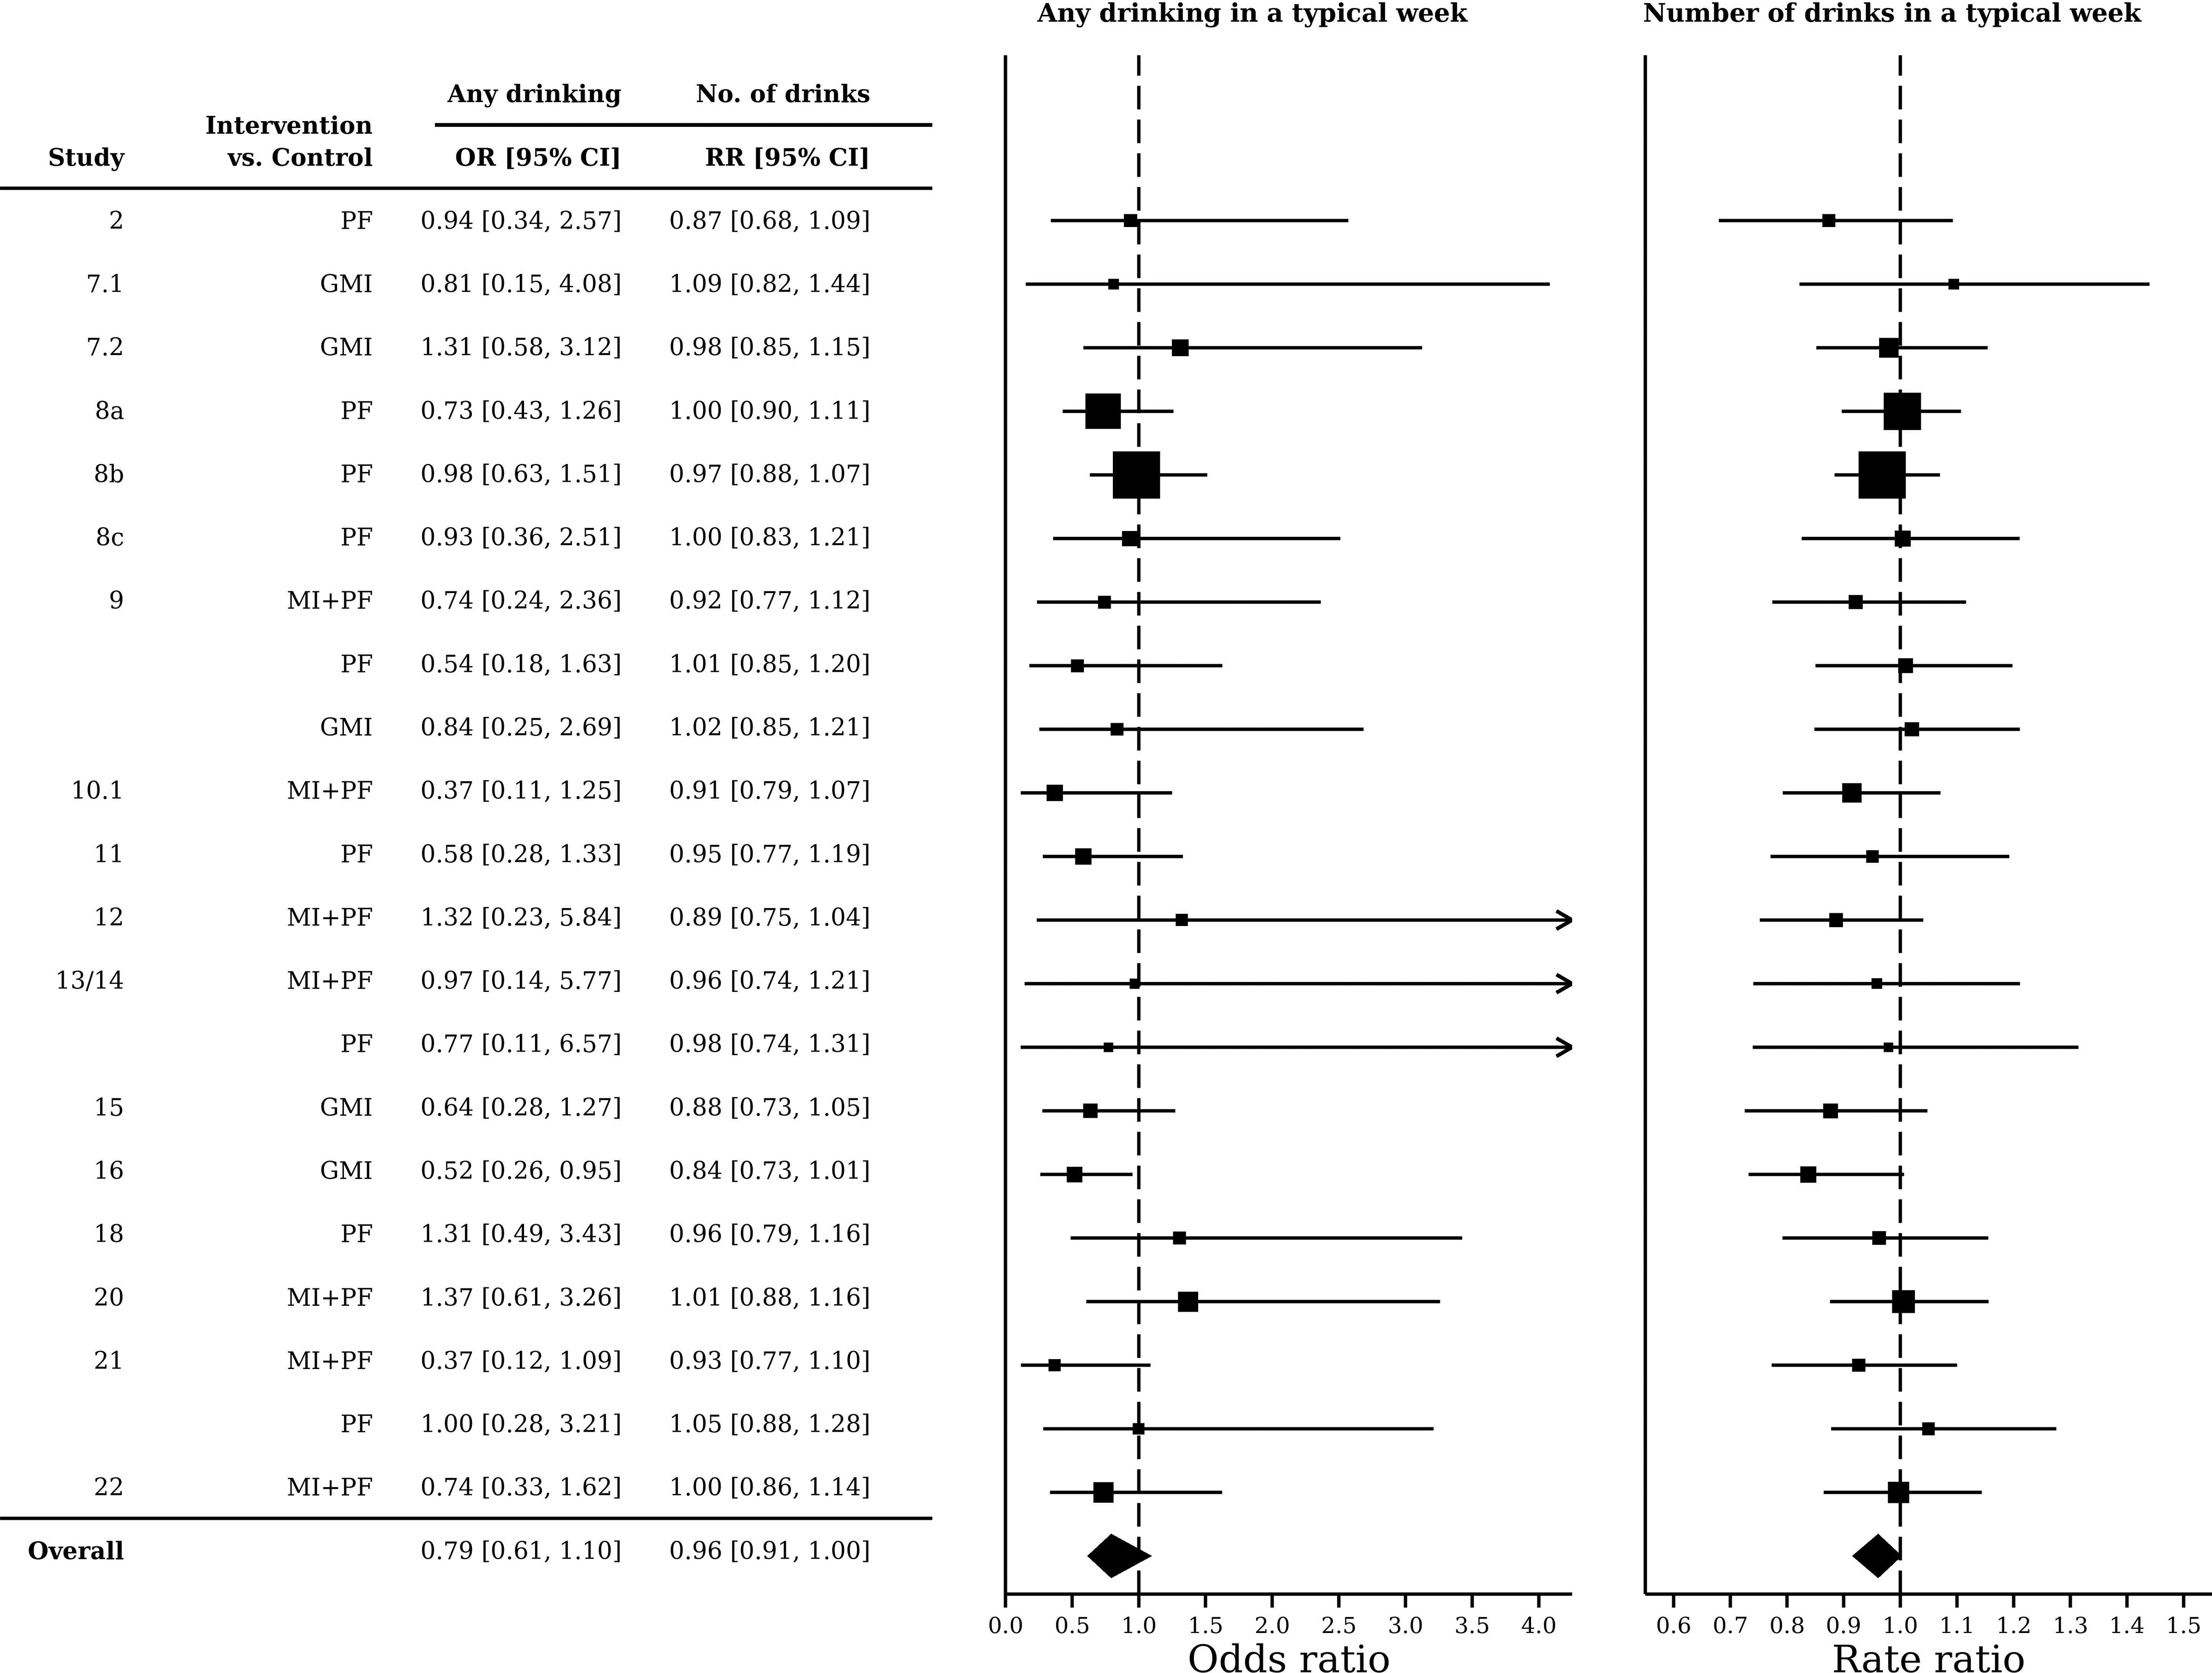 Any drinking in a typical week Number of drinks in a typical week
Any drinking No. of drinks
Intervention
Study vs. Control OR [95% CI] RR [95% CI]
2 PF 0.94 [0.34, 2.57] 0.87 [0.68, 1.09]
7.1 GMI 0.81 [0.15, 4.08] 1.09 [0.82, 1.44]
7.2 GMI 1.31 [0.58, 3.12] 0.98 [0.85, 1.15]
8a PF 0.73 [0.43, 1.26] 1.00 [0.90, 1.11]
8b PF 0.98 [0.63, 1.51] 0.97 [0.88, 1.07]
8c PF 0.93 [0.36, 2.51] 1.00 [0.83, 1.21]
9 MI+PF 0.74 [0.24, 2.36] 0.92 [0.77, 1.12]
PF 0.54 [0.18, 1.63] 1.01 [0.85, 1.20]
GMI 0.84 [0.25, 2.69] 1.02 [0.85, 1.21]
10.1 MI+PF 0.37 [0.11, 1.25] 0.91 [0.79, 1.07]
11 PF 0.58 [0.28, 1.33] 0.95 [0.77, 1.19]
12 MI+PF 1.32 [0.23, 5.84] 0.89 [0.75, 1.04]
13/14 MI+PF 0.97 [0.14, 5.77] 0.96 [0.74, 1.21]
PF 0.77 [0.11, 6.57] 0.98 [0.74, 1.31]
15 GMI 0.64 [0.28, 1.27] 0.88 [0.73, 1.05]
16 GMI 0.52 [0.26, 0.95] 0.84 [0.73, 1.01]
18 PF 1.31 [0.49, 3.43] 0.96 [0.79, 1.16]
20 MI+PF 1.37 [0.61, 3.26] 1.01 [0.88, 1.16]
21 MI+PF 0.37 [0.12, 1.09] 0.93 [0.77, 1.10]
PF 1.00 [0.28, 3.21] 1.05 [0.88, 1.28]
22 MI+PF 0.74 [0.33, 1.62] 1.00 [0.86, 1.14]
Overall 0.79 [0.61, 1.10] 0.96 [0.91, 1.00]
0.0 0.5 1.0 1.5 2.0 2.5 3.0 3.5 4.0 0.6 0.7 0.8 0.9 1.0 1.1 1.2 1.3 1.4 1.5
Odds ratio Rate ratio